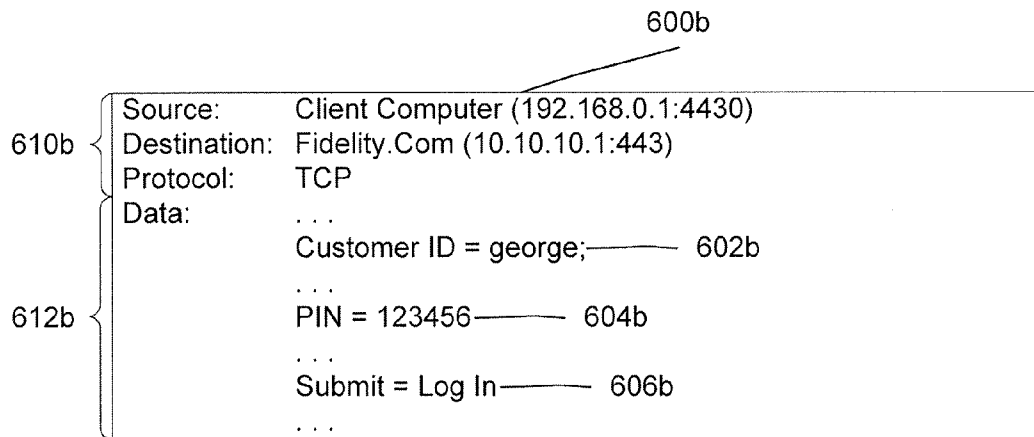 600b
Source: Client Computer (192.168.0.1:4430)
610b Destination: Fidelity.Com (10.10.10.1:443)
Protocol: TCP
Data: . . .
Customer ID = george; 602b
. . .
612b PIN = 123456 604b
. . .
Submit = Log In 606b
. . .